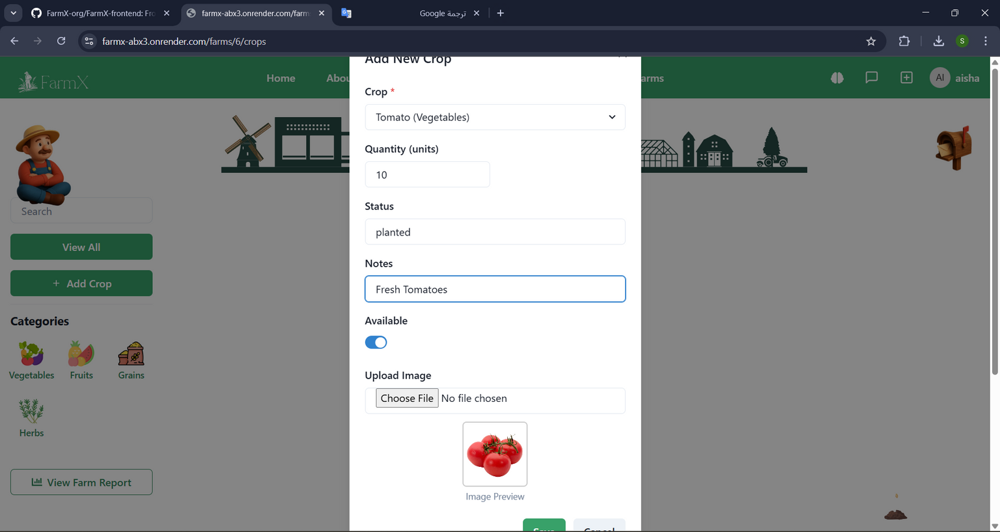 FarmX-org/FarmX-frontend: Fro
farmx-abx3.onrender.com/farm
ترجمة Google
farmx-abx3.onrender.com/farms/6/crops
S
FarmX
Home
Abou
arms
AI
aisha
Search
View All
+ Add Crop
Categories
Vegetables
Fruits
Grains
Herbs
View Farm Report
Add New Crop
Crop *
Tomato (Vegetables)
Quantity (units)
10
Status
planted
Notes
Fresh Tomatoes
Available
Upload Image
Choose File No file chosen
Image Preview
Save
Cancel